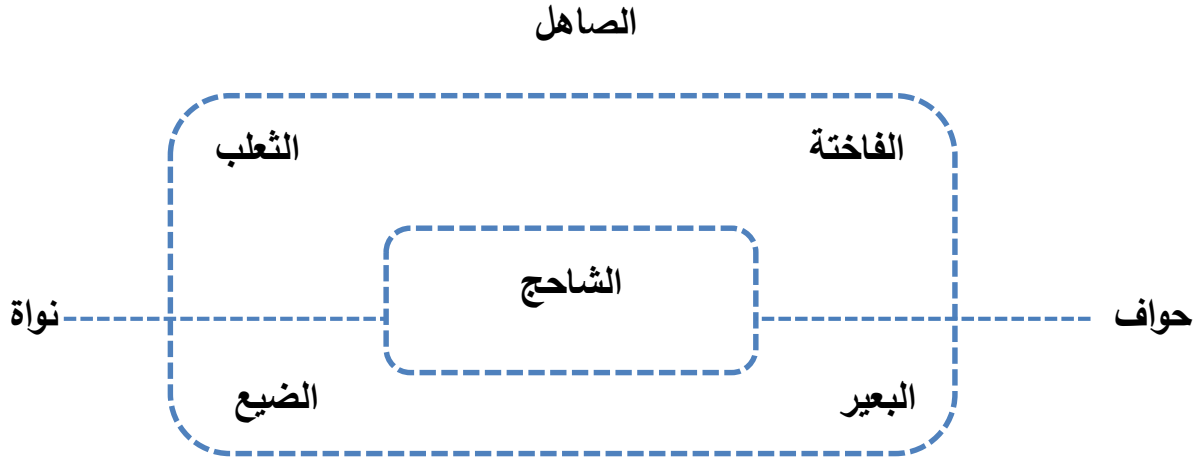 الصاهل
الفاختة الثعلب
الشاحج
حواف نواة
البعير الضيع